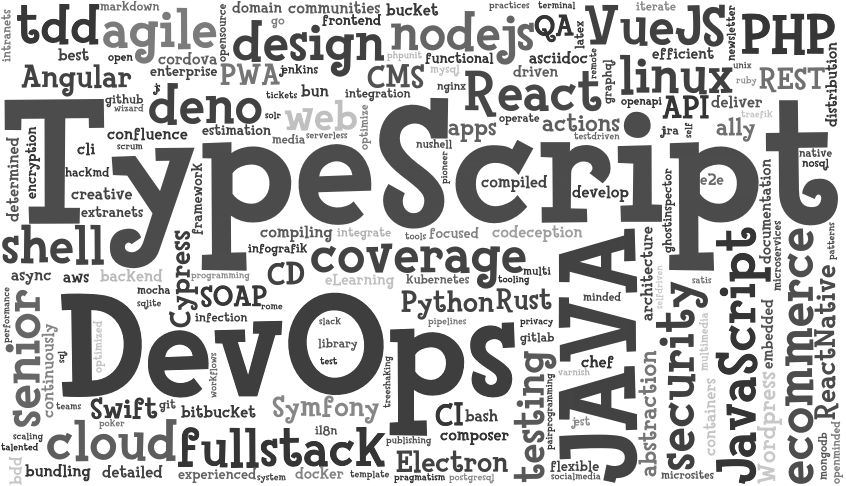 intranets
tdd
markdown
agile
opensource
domain
communities
go
frontend
bucket
design
nodejs
practices
terminal
QA
latex
VueJS
iterate
newsletter
PHP
best
open
cordova
Angular
enterprise
PWA
jenkins
phpunit
functional
CMS
mysql
asciidoc
driven
remote
efficient
linux
unix
ruby
REST
distribution
github
wizard
js
deno
tickets
bun
integration
nginx
React
graphql
openapi
API
deliver
traefik
confluence
estimation
solr
web
serverless
media
optimize
apps
operate
actions
testdriven
jra
self
ally
TypeScript
determined
encryption
cli
scrum
hackmd
creative
extranets
framework
nushell
pioneer
compiled
develop
ghostinspector
e2e
documentation
native
nosql
microservices
patterns
shell
compiling
integrate
tools
focused
codeception
infografik
coverage
async
aws
backend
programming
Cypress
CD
eLearning
Kubernetes
tooling
multi
JAVA
architecture
selfdriven
satis
JavaScript
ecommerce
mocha
sqlite
SOAP
rome
infection
Python
Rust
minded
performance
senior
continuously
sql
optimized
DevOps
slack
library
test
pipelines
privacy
gitlab
workflows
treeshaking
testing
chef
varnish
abstraction
security
multimedia
containers
Wordpress
embedded
ReactNative
teams
Swift
git
bitbucket
Symfony
CI
bash
composer
pairprogramming
jest
poker
scaling
talented
cloud
fullstack
i18n
publishing
Electron
bdd
bundling
detailed
experienced
system
docker
template
pragmatism
postgresql
flexible
socialmedia
microsites
mongodb
openminded